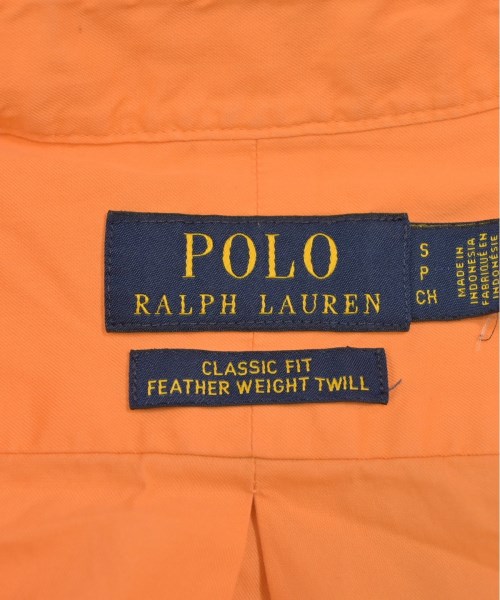 POLO
RALPH LAUREN
S
P
CH
MADE IN
INDONESIA
FABRIQUÉ EN
INDONÉSIE
CLASSIC FIT
FEATHER WEIGHT TWILL